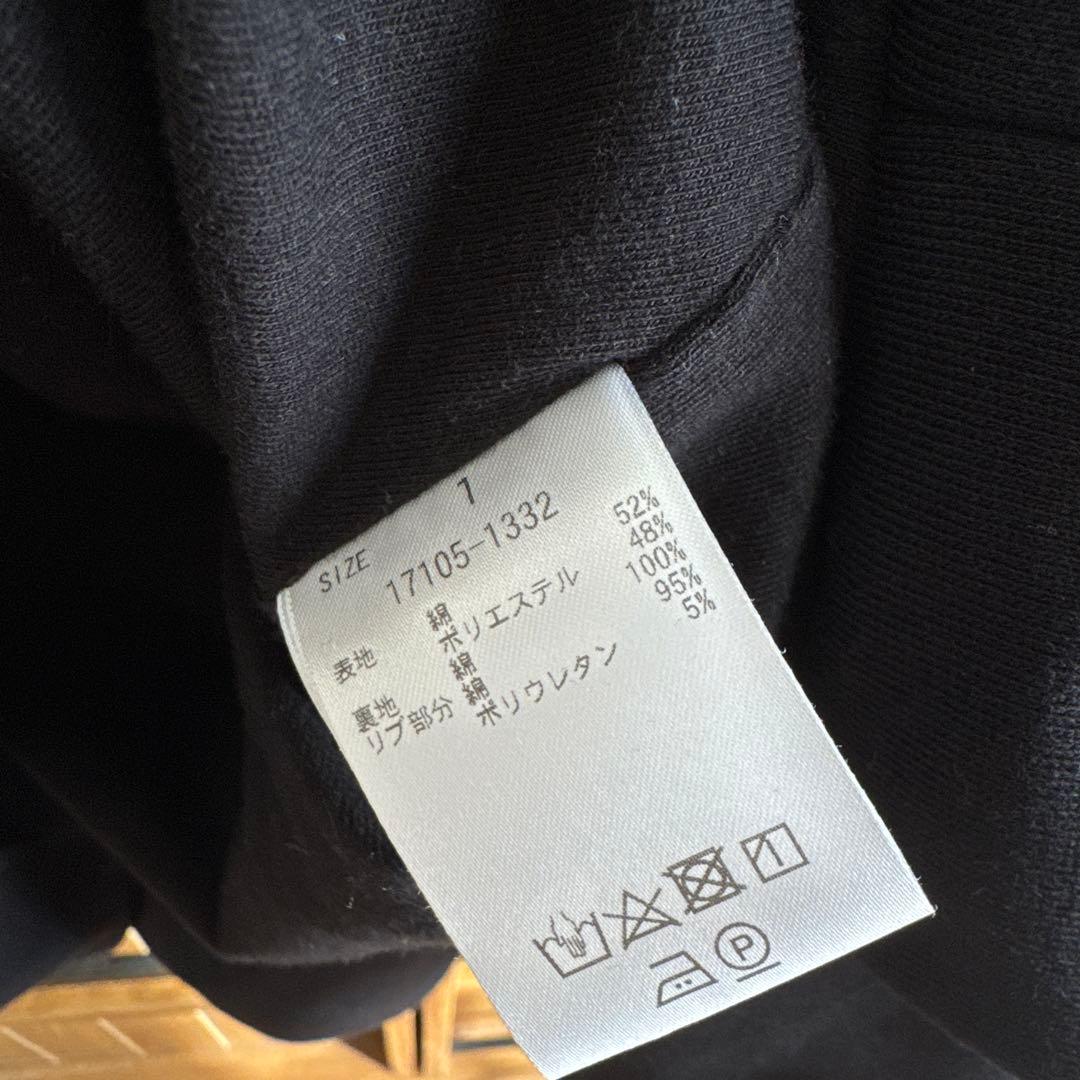 SIZE 1
17105-1332
表地 綿 52%
ポリエステル 48%
裏地 綿 100%
リブ部分 綿 95%
ポリウレタン 5%
P